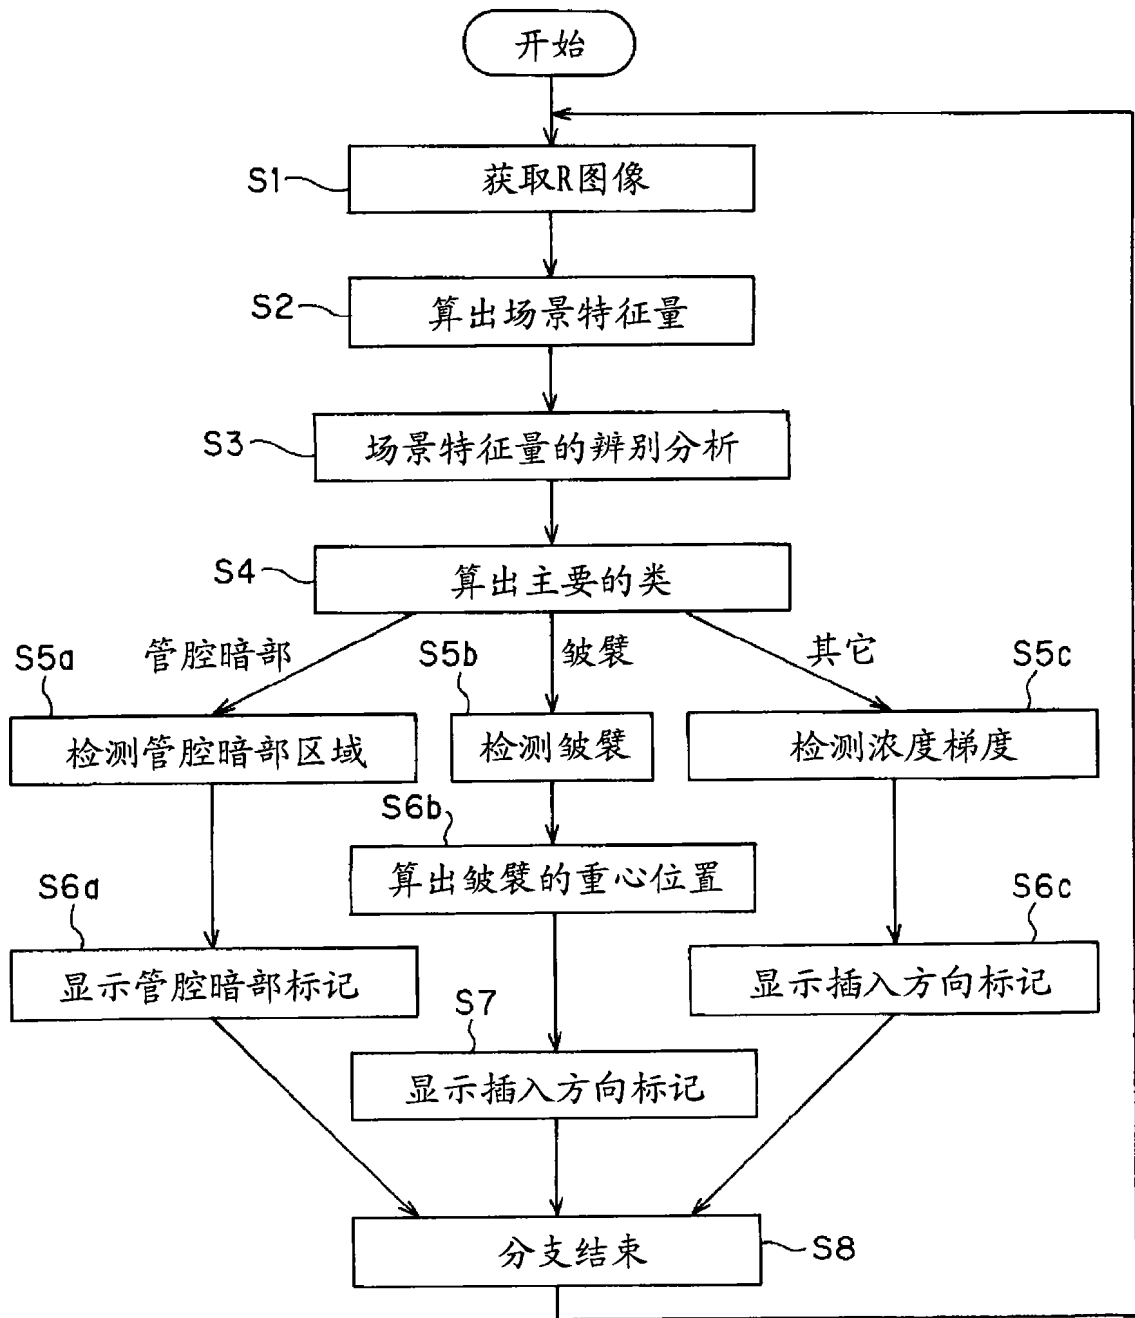 开始
S1
获取R图像
S2
算出场景特征量
S3
场景特征量的辨别分析
S4
算出主要的类
管腔暗部
皱襞
其它
S5a
S5b
S5c
检测管腔暗部区域
检测皱襞
检测浓度梯度
S6b
算出皱襞的重心位置
S6a
S6c
显示管腔暗部标记
显示插入方向标记
S7
显示插入方向标记
分支结束
S8